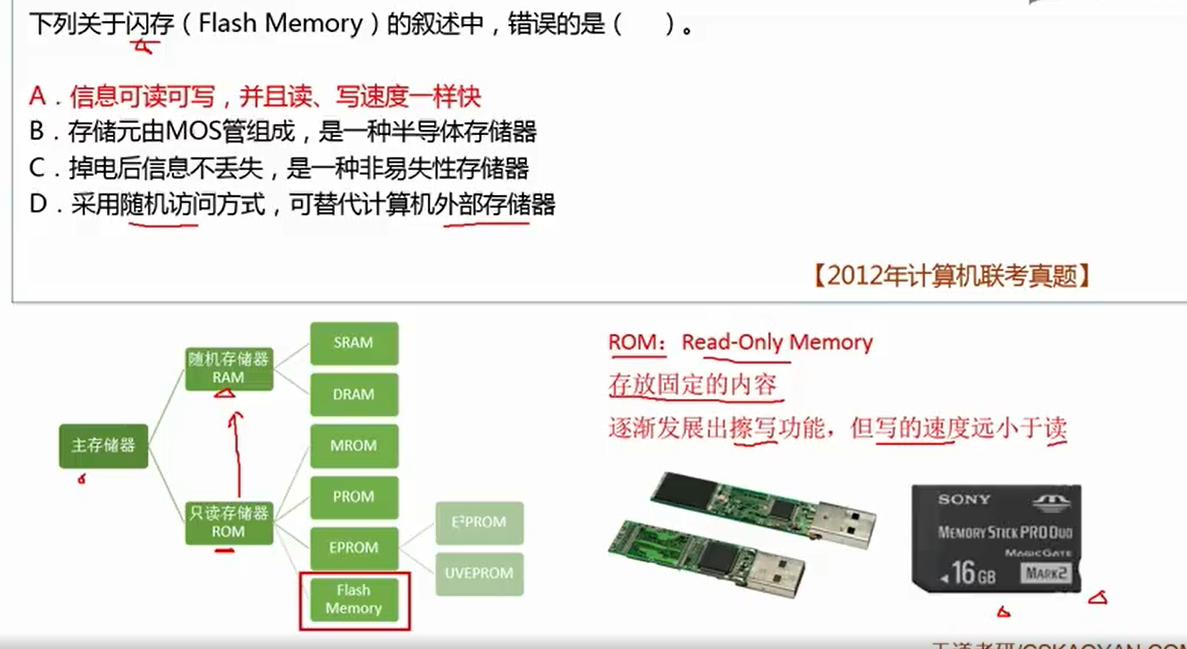 下列关于闪存（Flash Memory）的叙述中，错误的是（ ）。
A．信息可读可写，并且读、写速度一样快
B．存储元由MOS管组成，是一种半导体存储器
C．掉电后信息不丢失，是一种非易失性存储器
D．采用随机访问方式，可替代计算机外部存储器
【2012年计算机联考真题】
主存储器
随机存储器
RAM
只读存储器
ROM
SRAM
DRAM
MROM
PROM
EPROM
Flash
Memory
E²PROM
UVEPROM
ROM：Read-Only Memory
存放固定的内容
逐渐发展出擦写功能，但写的速度远小于读
SONY
MEMORY STICK PRO DUO
MAGICGATE
16 GB
MARK2